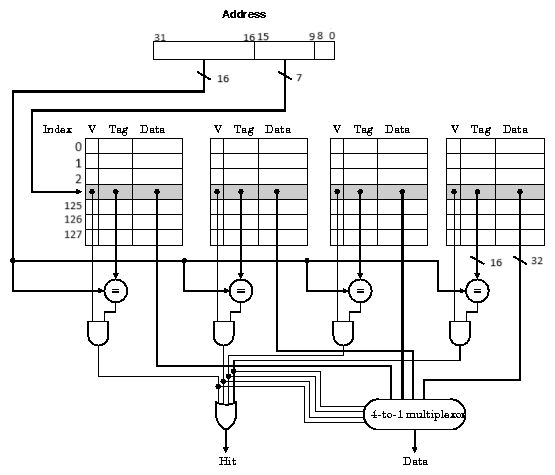 Address
31 16 15 9 8 0
16 7
Index V Tag Data V Tag Data V Tag Data V Tag Data
0
1
2
125
126
127
16 32
= = = =
4-to-1 multiplexor
Hit Data